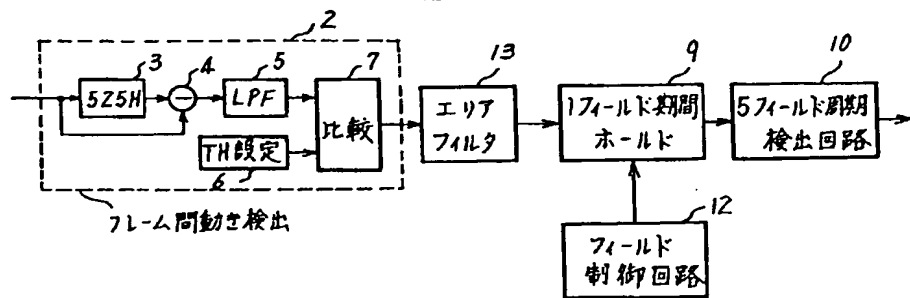 2
3
4
5
7
13
9
10
525H
LPF
比較
エリア
フィルタ
1フィールド期間
ホールド
5フィールド周期
検出回路
TH設定
6
12
フレーム間動き検出
フィールド
制御回路